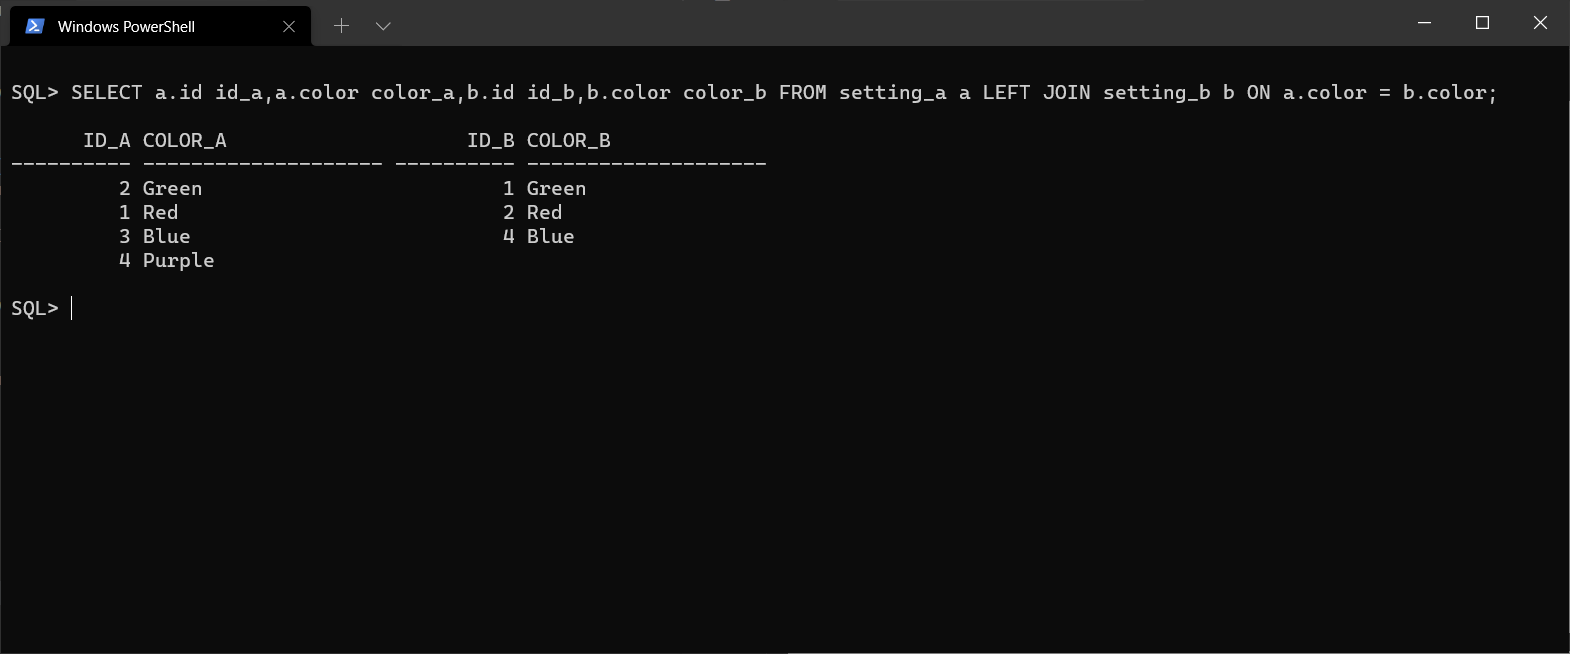 Windows PowerShell
SQL> SELECT a.id id_a,a.color color_a,b.id id_b,b.color color_b FROM setting_a a LEFT JOIN setting_b b ON a.color = b.color;
      ID_A COLOR_A                    ID_B COLOR_B
---------- -------------------- ---------- --------------------
         2 Green                         1 Green
         1 Red                           2 Red
         3 Blue                          4 Blue
         4 Purple
SQL>